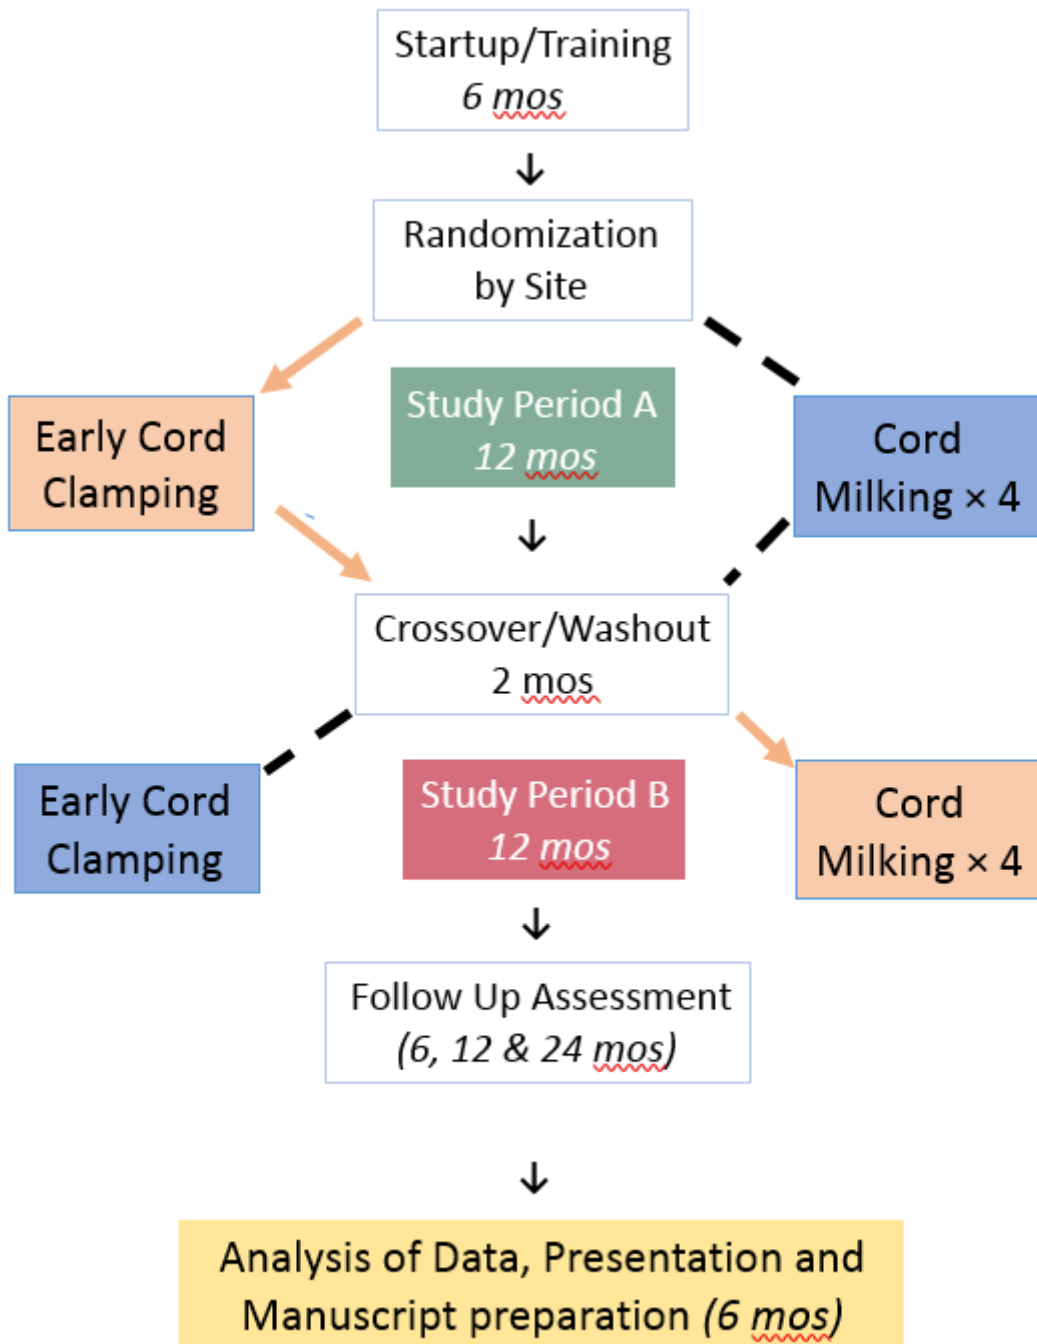 Startup/Training
6 mos
Randomization
by Site
Study Period A
12 mos
Early Cord
Clamping
Cord
Milking × 4
Crossover/Washout
2 mos
Early Cord
Clamping
Study Period B
12 mos
Cord
Milking × 4
Follow Up Assessment
(6, 12 & 24 mos)
Analysis of Data, Presentation and
Manuscript preparation (6 mos)